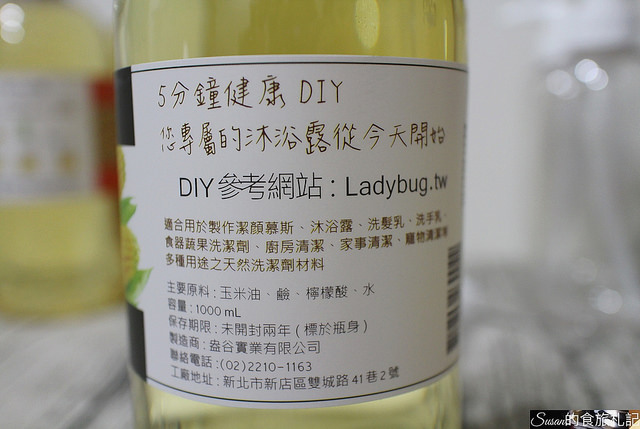 5分鐘健康 DIY
您專屬的沐浴露從今天開始
DIY 參考網站：Ladybug.tw
適合用於製作潔顏慕斯、沐浴露、洗髮乳、洗手乳、
食器蔬果洗潔劑、廚房清潔、家事清潔、寵物清潔等
多種用途之天然洗潔劑材料
主要原料：玉米油、鹼、檸檬酸、水
容量：1000 mL
保存期限：未開封兩年 ( 標於瓶身 )
製造商：盎谷實業有限公司
聯絡電話：(02)2210-1163
工廠地址：新北市新店區雙城路 41 巷 2 號
Susan的食旅札記